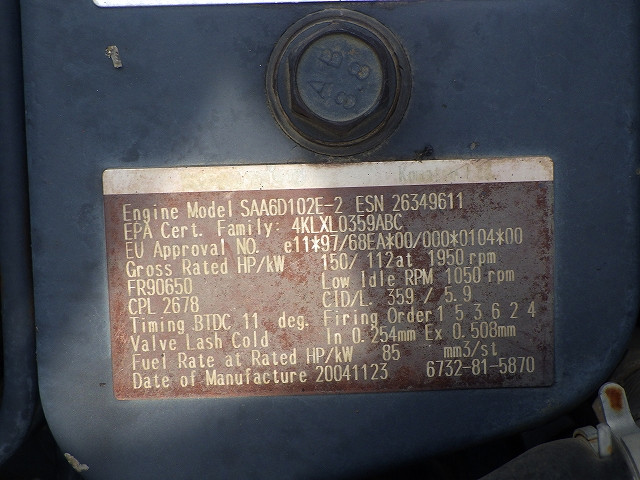 AB
8.8
Engine Model SAA6D102E-2 ESN 26349611
EPA Cert. Family: 4KLXL0359ABC
EU Approval NO. e11*97/68EA*00/000*0104*00
Gross Rated HP/kW 150/ 112at 1950 rpm
FR90650 Low Idle RPM 1050 rpm
CPL 2678 CID/L. 359 / 5.9
Timing BTDC 11 deg. Firing Order 1 5 3 6 2 4
Valve Lash Cold In 0.254mm Ex 0.508mm
Fuel Rate at Rated HP/kW 85 mm3/st
Date of Manufacture 20041123 6732-81-5870